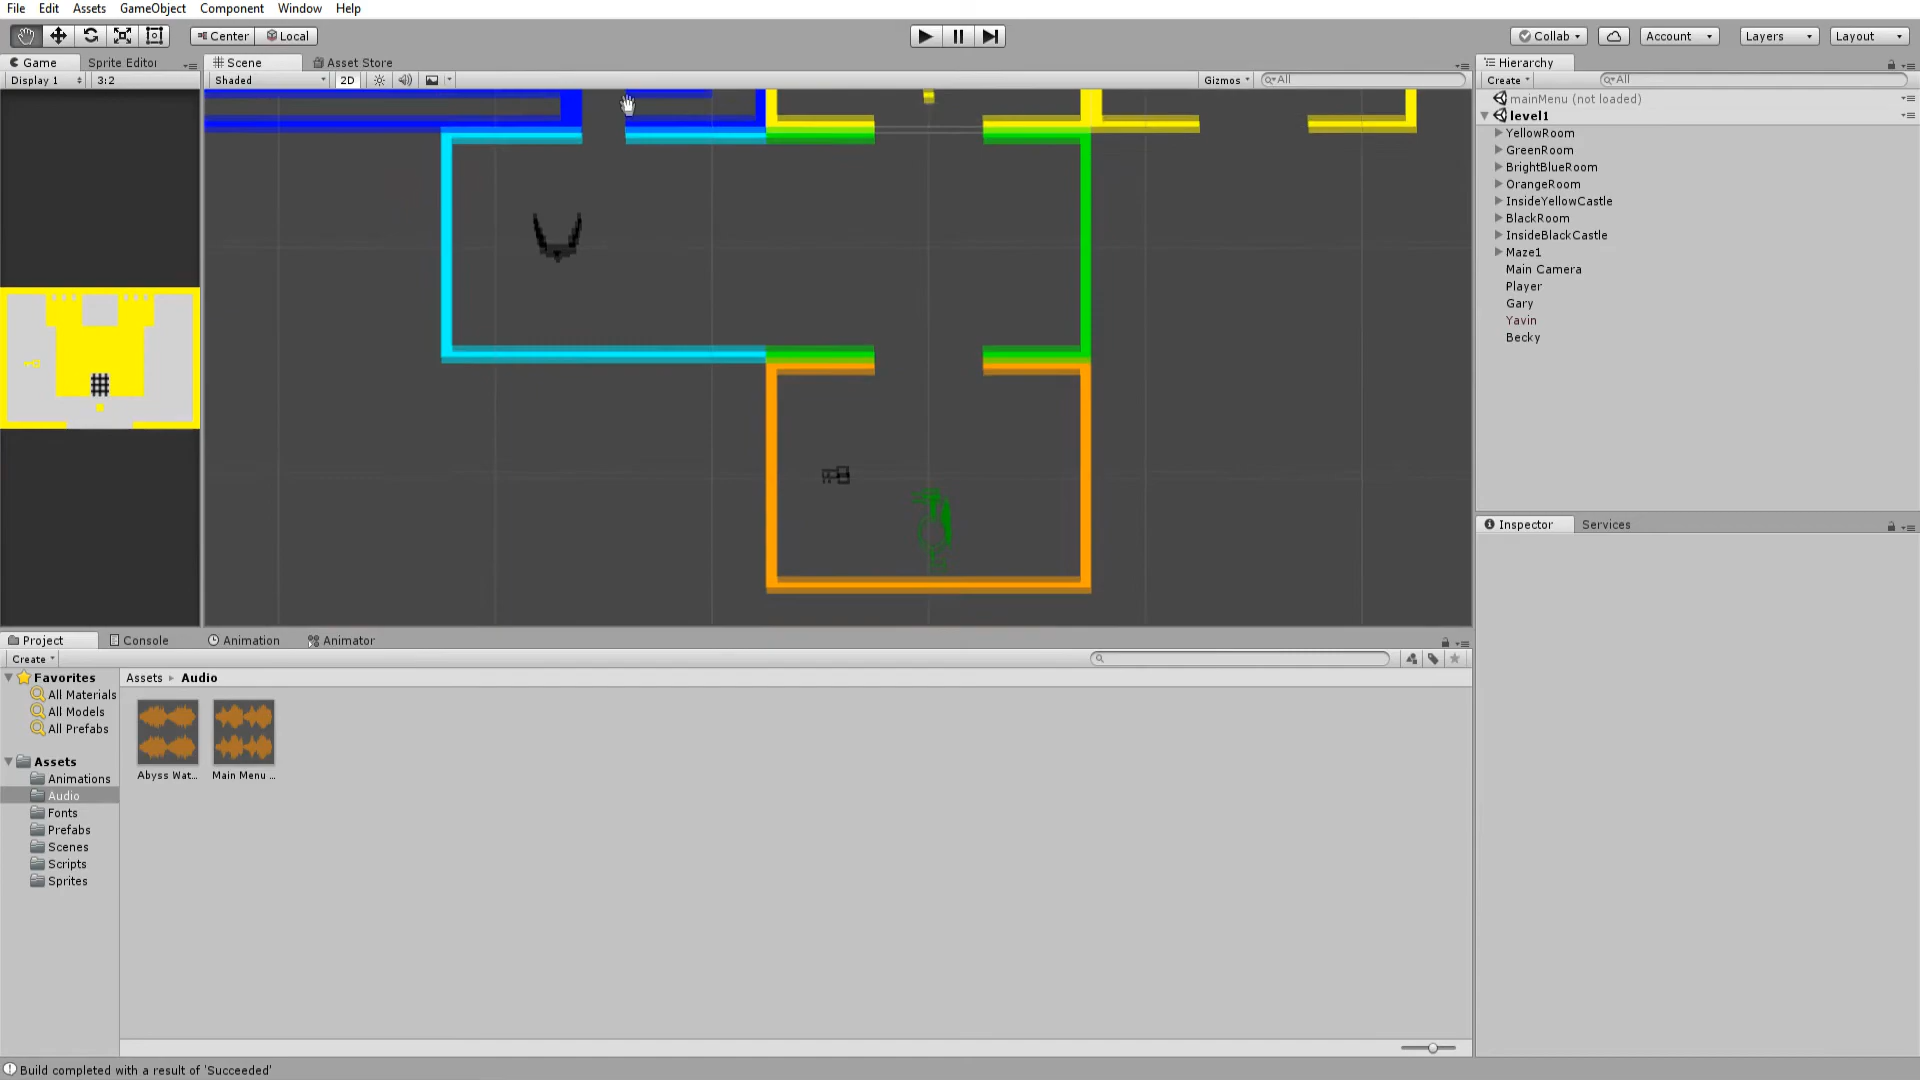 File Edit Assets GameObject Component Window Help
Center Local Collab Account Layers Layout
Game Sprite Editor Scene Asset Store Hierarchy
Display 1 3:2 Shaded 2D Gizmos All Create All
mainMenu (not loaded)
level1
YellowRoom
GreenRoom
BrightBlueRoom
OrangeRoom
InsideYellowCastle
BlackRoom
InsideBlackCastle
Maze1
Main Camera
Player
Gary
Yavin
Becky
Inspector Services
Project Console Animation Animator
Create
Favorites
All Materials
All Models
All Prefabs
Assets
Animations
Audio
Fonts
Prefabs
Scenes
Scripts
Sprites
Assets Audio
Abyss Wat... Main Menu ...
Build completed with a result of 'Succeeded'